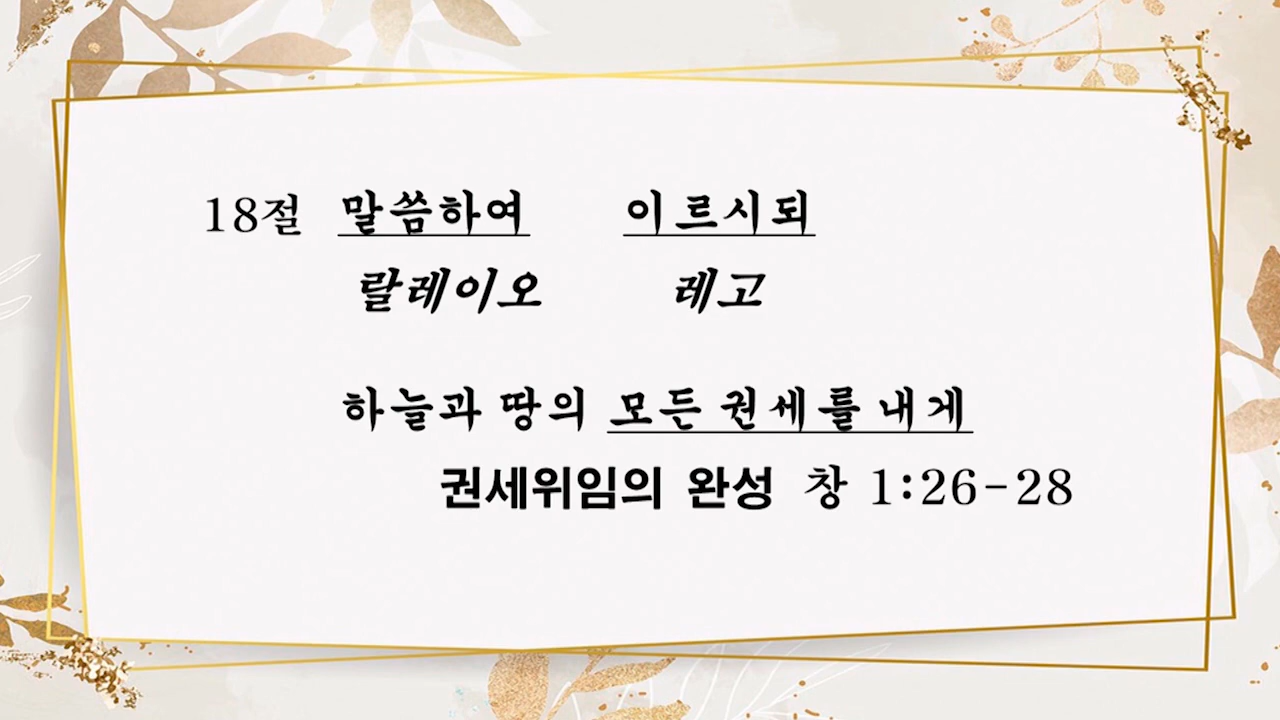 18절 말씀하여 이르시되
랄레이오 레고
하늘과 땅의 모든 권세를 내게
권세위임의 완성 창 1:26-28